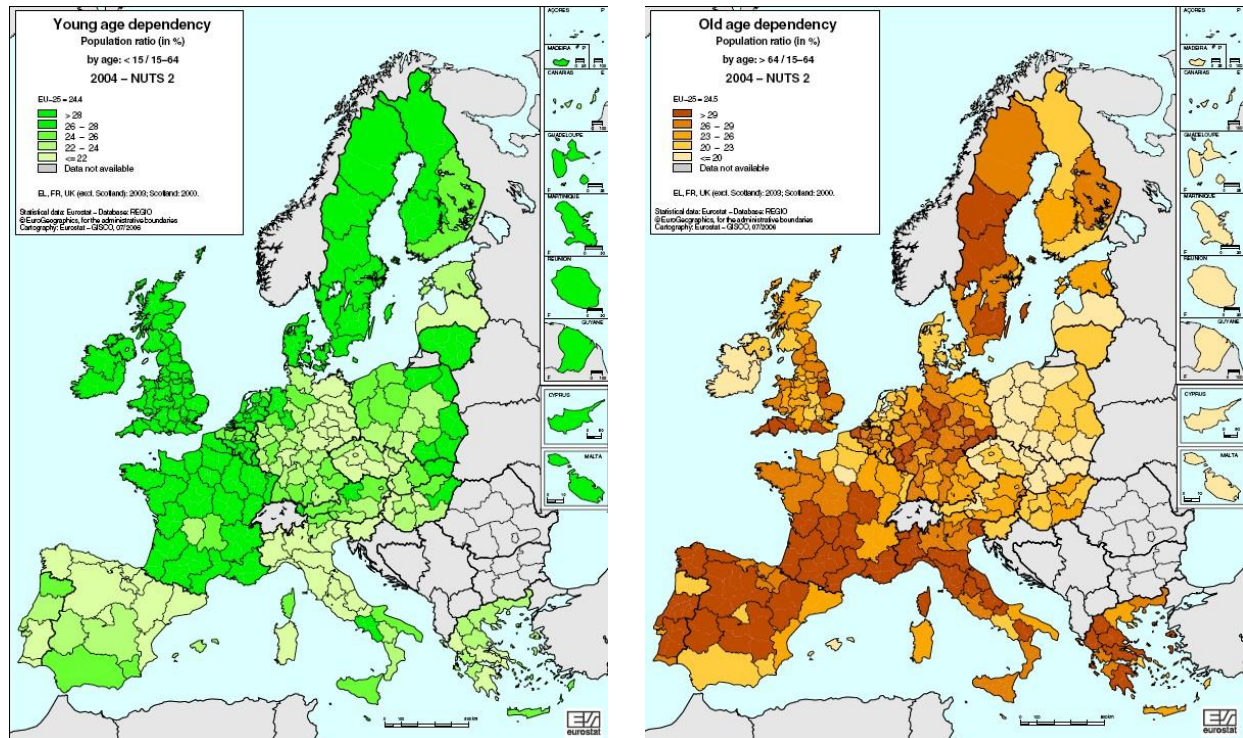 Young age dependency
Population ratio (in %)
by age: < 15 / 15–64
2004 – NUTS 2
EU–25 = 24.4
> 28
26 – 28
24 – 26
22 – 24
<= 22
Data not available
EL, FR, UK (excl. Scotland): 2003; Scotland: 2000.
Statistical data: Eurostat – Database: REGIO
© EuroGeographics, for the administrative boundaries
Cartography: Eurostat – GISCO, 07/2006
AÇORES P
MADEIRA P
CANARIAS E
GUADELOUPE
F
MARTINIQUE
F
REUNION
F
GUYANE
F
CYPRUS
MALTA
eurostat
Old age dependency
Population ratio (in %)
by age: > 64 / 15–64
2004 – NUTS 2
EU–25 = 24.5
> 29
26 – 29
23 – 26
20 – 23
<= 20
Data not available
EL, FR, UK (excl. Scotland): 2003; Scotland: 2000.
Statistical data: Eurostat – Database: REGIO
© EuroGeographics, for the administrative boundaries
Cartography: Eurostat – GISCO, 07/2006
AÇORES P
MADEIRA P
CANARIAS E
GUADELOUPE
F
MARTINIQUE
F
REUNION
F
GUYANE
F
CYPRUS
MALTA
eurostat